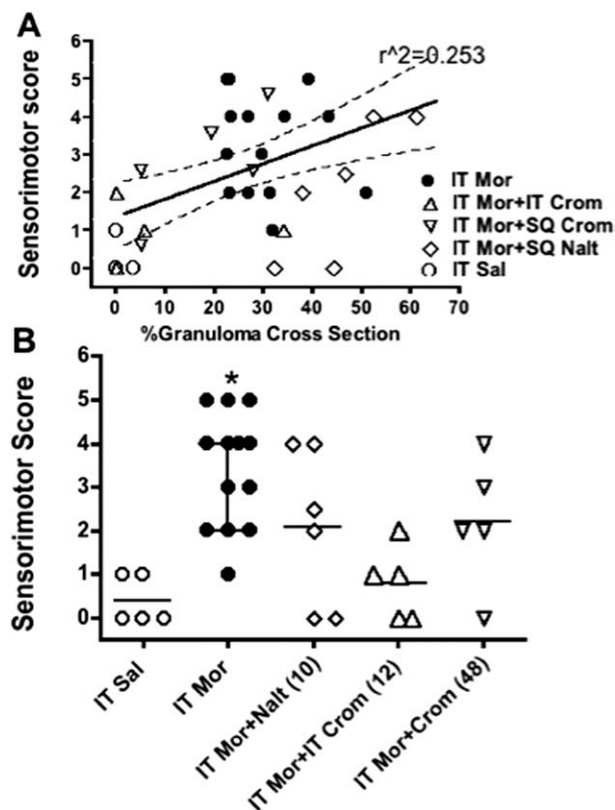 A
r^2=0.253
Sensorimotor score
6
5
4
3
2
1
0
IT Mor
IT Mor+IT Crom
IT Mor+SQ Crom
IT Mor+SQ Nalt
IT Sal
0 10 20 30 40 50 60 70
%Granuloma Cross Section
B
Sensorimotor Score
6
5
4
3
2
1
0
*
IT Sal
IT Mor
IT Mor+Nalt (10)
IT Mor+IT Crom (12)
IT Mor+Crom (48)